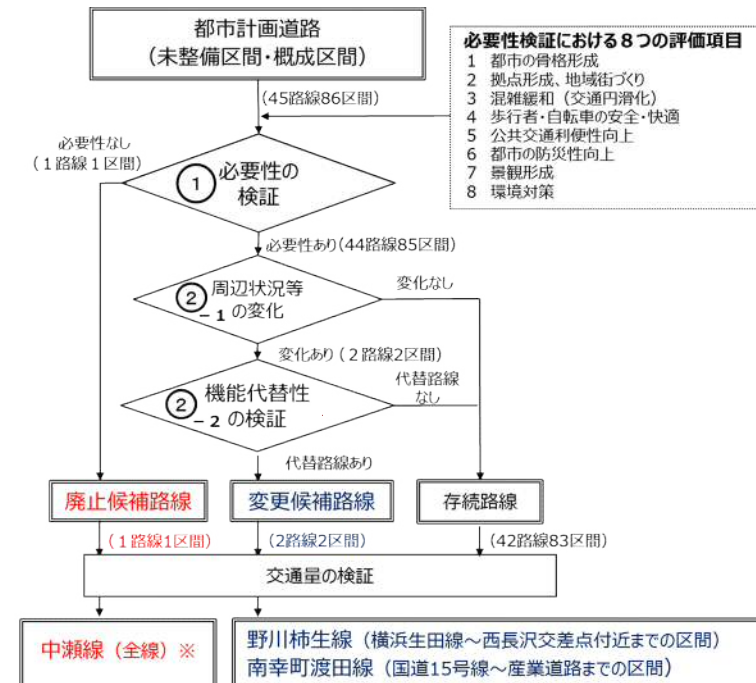 都市計画道路
(未整備区間・概成区間)
必要性検証における8つの評価項目
1 都市の骨格形成
2 拠点形成、地域街づくり
3 混雑緩和（交通円滑化）
4 歩行者・自転車の安全・快適
5 公共交通利便性向上
6 都市の防災性向上
7 景観形成
8 環境対策
(45路線86区間)
必要性なし
(1路線1区間)
① 必要性の
検証
必要性あり(44路線85区間)
② 周辺状況等
－1 の変化
変化なし
変化あり(2路線2区間)
② 機能代替性
－2 の検証
代替路線
なし
代替路線あり
廃止候補路線
変更候補路線
存続路線
(1路線1区間)
(2路線2区間)
(42路線83区間)
交通量の検証
中瀬線（全線）※
野川柿生線（横浜生田線～西長沢交差点付近までの区間）
南幸町渡田線（国道15号線～産業道路までの区間）